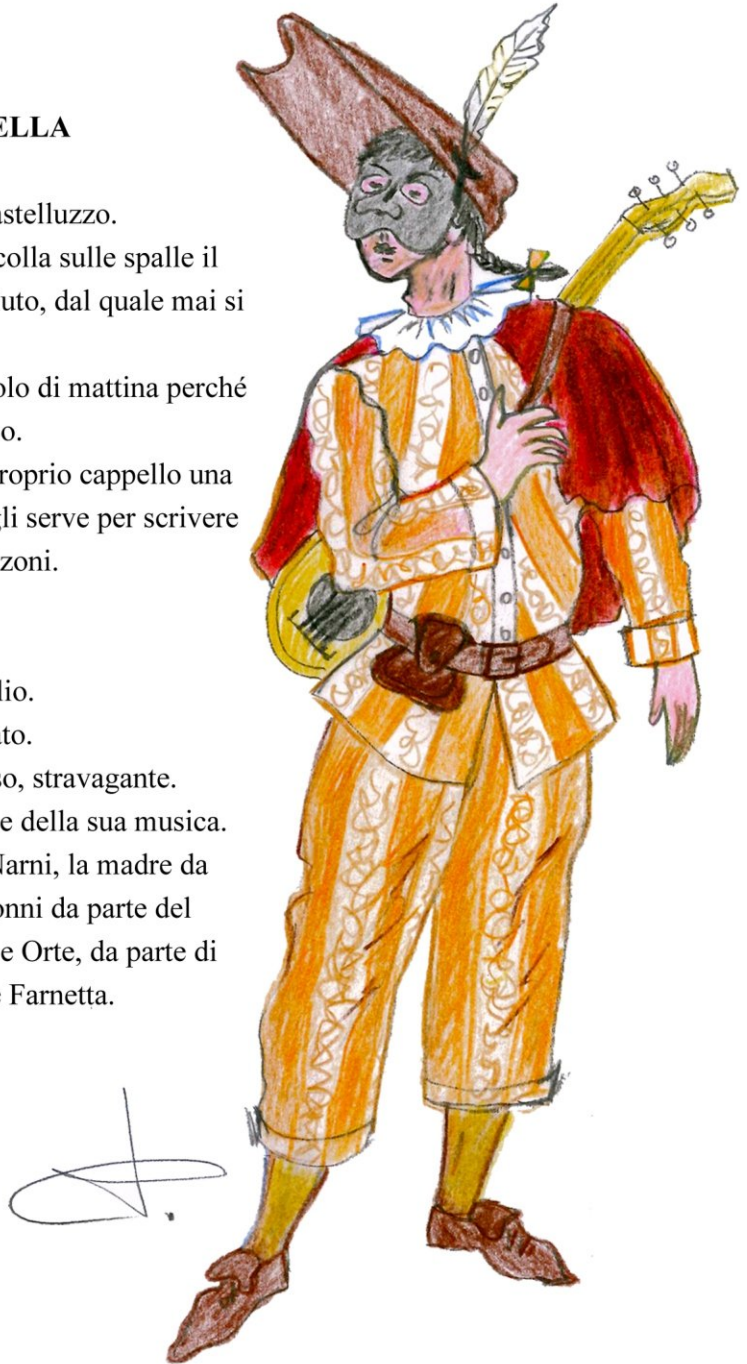 ELLA
astelluzzo.
colla sulle spalle il
uto, dal quale mai si
olo di mattina perché
o.
proprio cappello una
gli serve per scrivere
zoni.
lio.
ato.
so, stravagante.
e della sua musica.
Narni, la madre da
onni da parte del
e Orte, da parte di
e Farnetta.